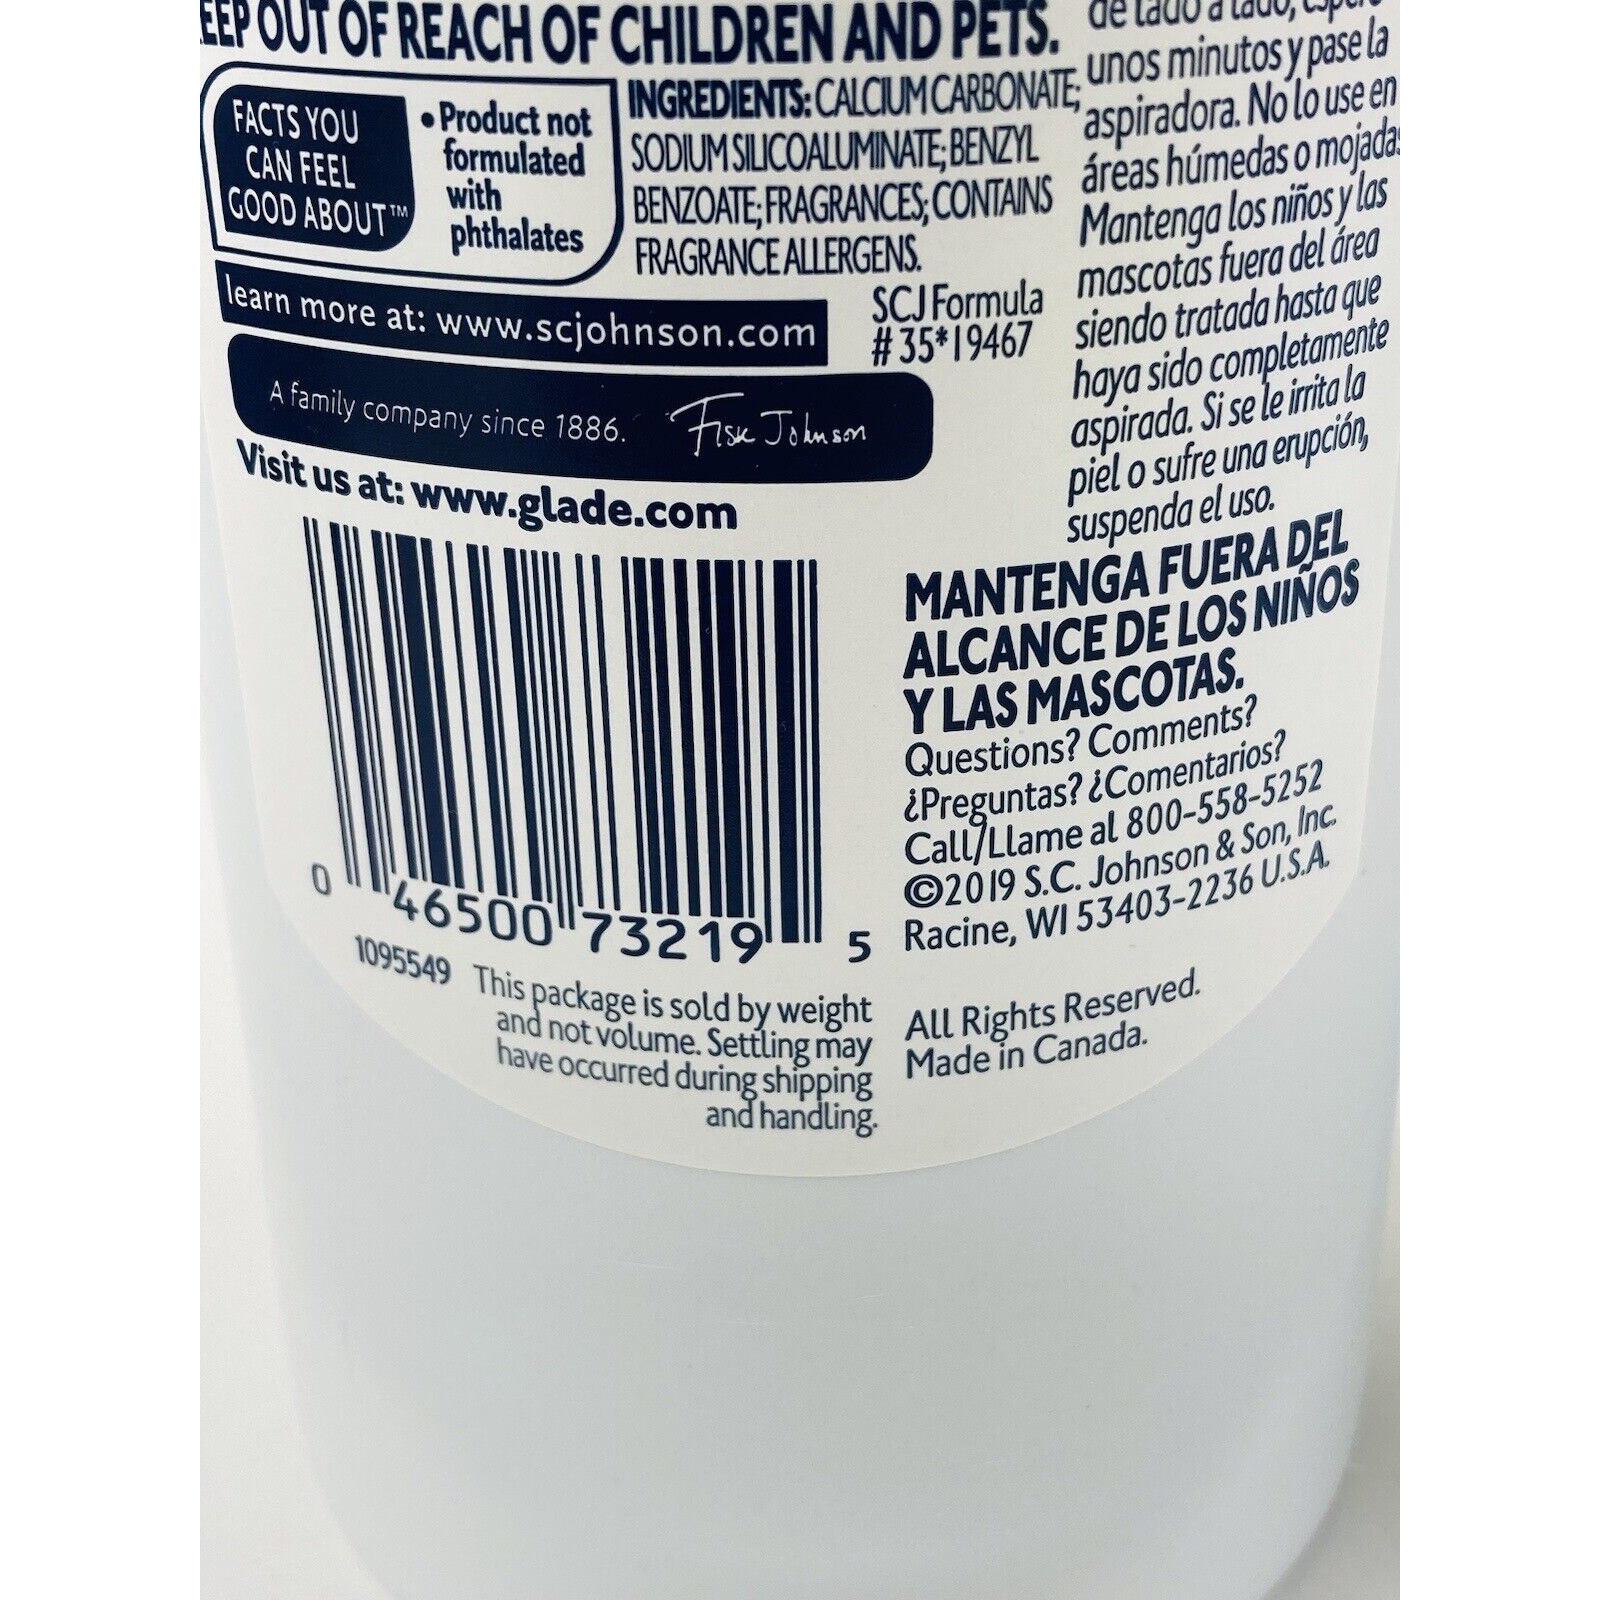 OUT OF REACH OF CHILDREN AND PETS.
FACTS YOU
CAN FEEL
GOOD ABOUT™
• Product not
formulated
with
phthalates
INGREDIENTS: CALCIUM CARBONATE;
SODIUM SILICOALUMINATE; BENZYL
BENZOATE; FRAGRANCES; CONTAINS
FRAGRANCE ALLERGENS.
learn more at: www.scjohnson.com
SCJ Formula
# 35*19467
A family company since 1886. Fisk Johnson
Visit us at: www.glade.com
0 46500 73219 5
1095549
This package is sold by weight
and not volume. Settling may
have occurred during shipping
and handling.
de lado a lado,
unos minutos y pase la
aspiradora. No lo use en
áreas húmedas o mojadas
Mantenga los niños y las
mascotas fuera del área
siendo tratada hasta que
haya sido completamente
aspirada. Si se le irrita la
piel o sufre una erupción,
suspenda el uso.
MANTENGA FUERA DEL
ALCANCE DE LOS NIÑOS
Y LAS MASCOTAS.
Questions? Comments?
¿Preguntas? ¿Comentarios?
Call/Llame al 800-558-5252
©2019 S.C. Johnson & Son, Inc.
Racine, WI 53403-2236 U.S.A.
All Rights Reserved.
Made in Canada.